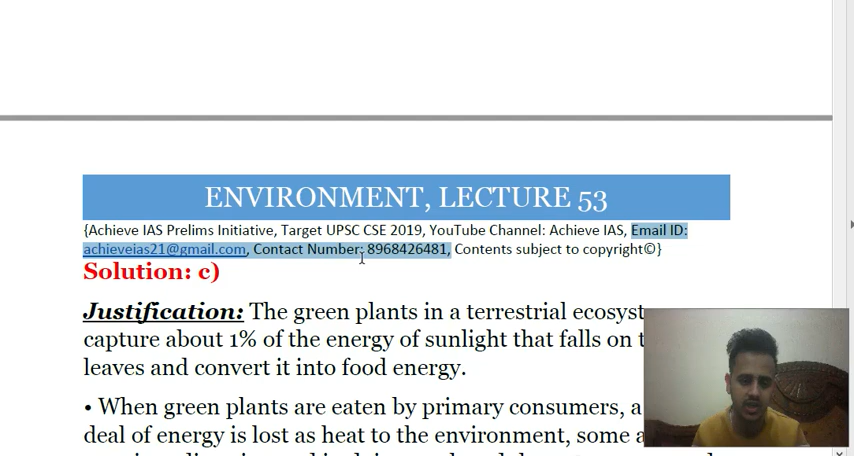 ENVIRONMENT, LECTURE 53
{Achieve IAS Prelims Initiative, Target UPSC CSE 2019, YouTube Channel: Achieve IAS, Email ID:
achieveias21@gmail.com, Contact Number: 8968426481, Contents subject to copyright©}
Solution: c)
Justification: The green plants in a terrestrial
capture about 1% of the energy of sunlight that falls on
leaves and convert it into food energy.
• When green plants are eaten by primary consumers, a
deal of energy is lost as heat to the environment, some